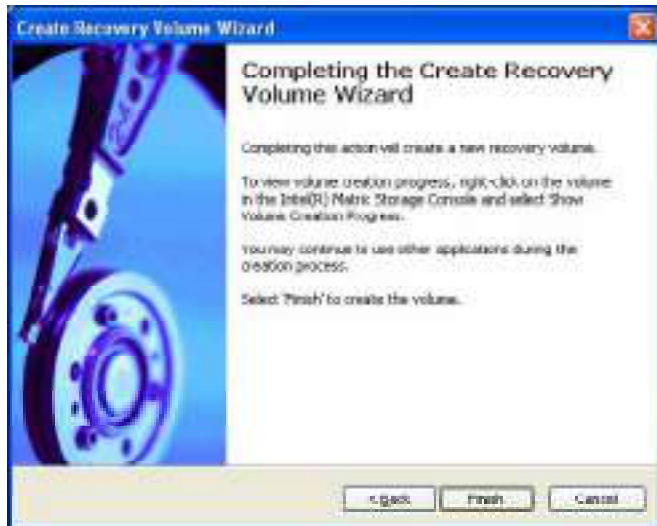 Create Recovery Volume Wizard
Completing the Create Recovery
Volume Wizard
Completing this action will create a new recovery volume.
To view volume creation progress, right-click on the volume
in the Intel(R) Matrix Storage Console and select Show
Volume Creation Progress.
You may continue to use other applications during the
creation process.
Select 'Finish' to create the volume.
< Back
Finish
Cancel